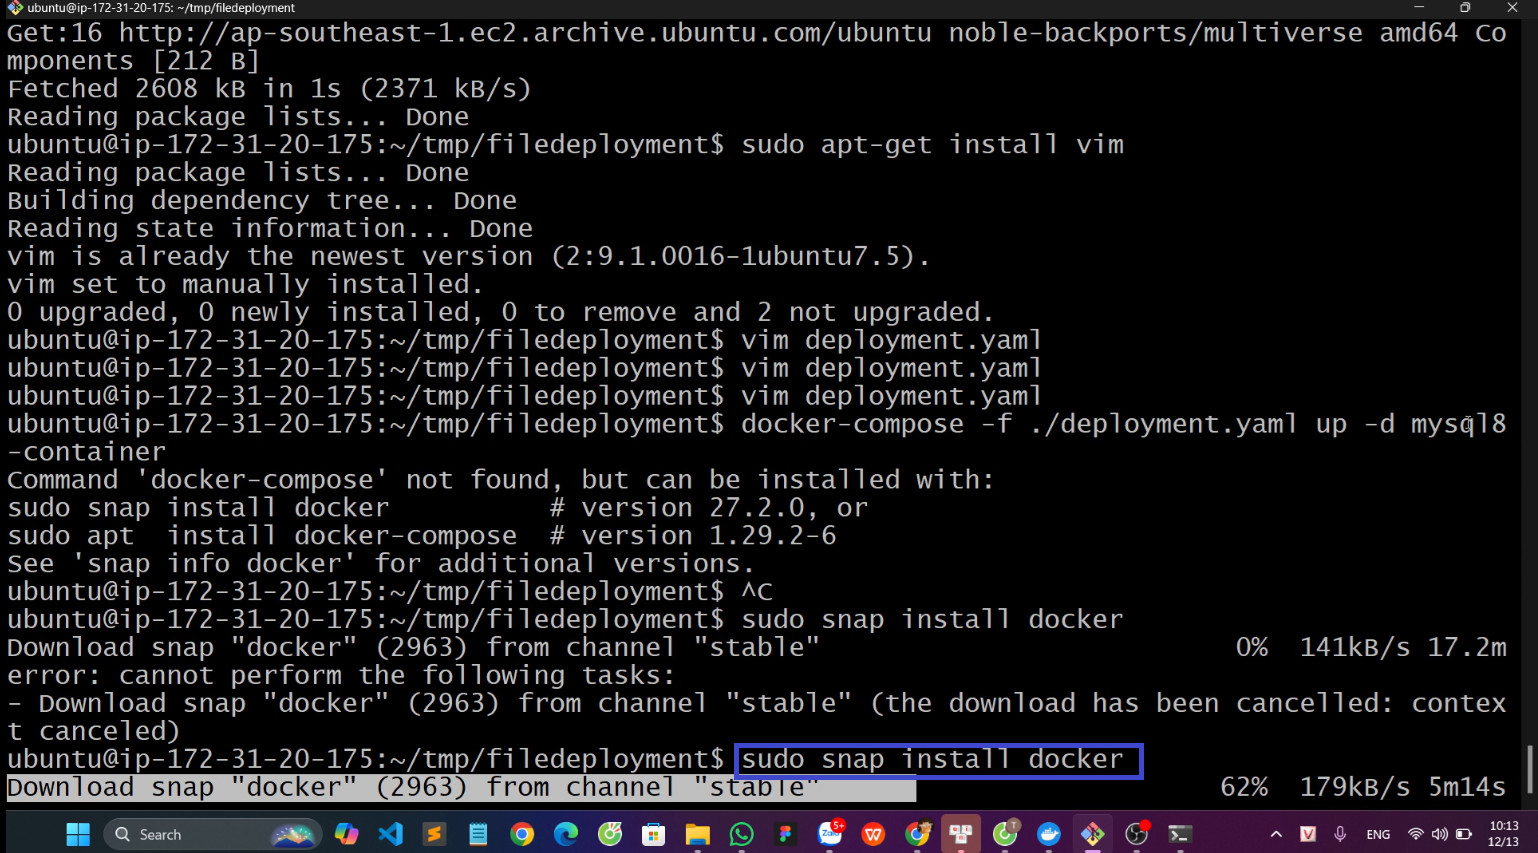 ubuntu@ip-172-31-20-175: ~/tmp/filedeployment
Get:16 http://ap-southeast-1.ec2.archive.ubuntu.com/ubuntu noble-backports/multiverse amd64 Co
mponents [212 B]
Fetched 2608 kB in 1s (2371 kB/s)
Reading package lists... Done
ubuntu@ip-172-31-20-175:~/tmp/filedeployment$ sudo apt-get install vim
Reading package lists... Done
Building dependency tree... Done
Reading state information... Done
vim is already the newest version (2:9.1.0016-1ubuntu7.5).
vim set to manually installed.
0 upgraded, 0 newly installed, 0 to remove and 2 not upgraded.
ubuntu@ip-172-31-20-175:~/tmp/filedeployment$ vim deployment.yaml
ubuntu@ip-172-31-20-175:~/tmp/filedeployment$ vim deployment.yaml
ubuntu@ip-172-31-20-175:~/tmp/filedeployment$ vim deployment.yaml
ubuntu@ip-172-31-20-175:~/tmp/filedeployment$ docker-compose -f ./deployment.yaml up -d mysql8
-container
Command 'docker-compose' not found, but can be installed with:
sudo snap install docker          # version 27.2.0, or
sudo apt  install docker-compose  # version 1.29.2-6
See 'snap info docker' for additional versions.
ubuntu@ip-172-31-20-175:~/tmp/filedeployment$ ^C
ubuntu@ip-172-31-20-175:~/tmp/filedeployment$ sudo snap install docker
Download snap "docker" (2963) from channel "stable" 0% 141kB/s 17.2m
error: cannot perform the following tasks:
- Download snap "docker" (2963) from channel "stable" (the download has been cancelled: contex
t canceled)
ubuntu@ip-172-31-20-175:~/tmp/filedeployment$ sudo snap install docker
Download snap "docker" (2963) from channel "stable" 62% 179kB/s 5m14s
Search
5+
Zalo
T
V
ENG
10:13
12/13